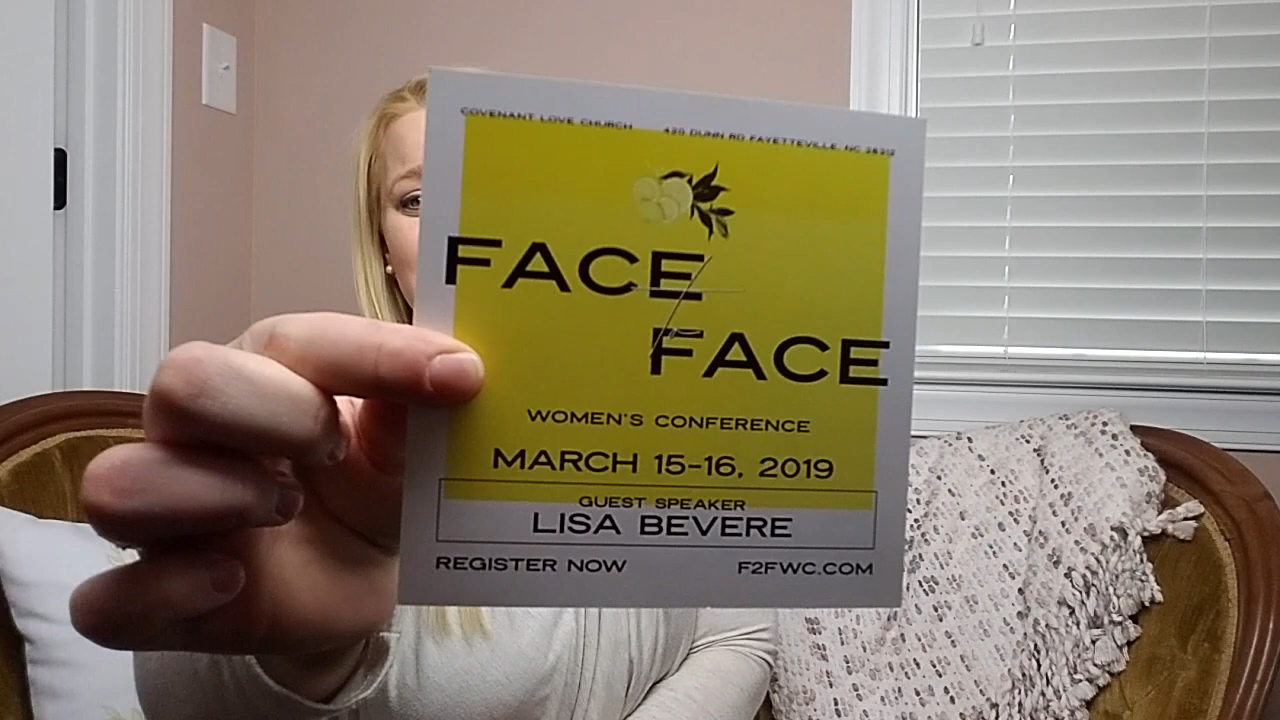 COVENANT LOVE CHURCH 420 DUNN RD FAYETTEVILLE, NC 28312
FACE
FACE
WOMEN'S CONFERENCE
MARCH 15-16, 2019
GUEST SPEAKER
LISA BEVERE
REGISTER NOW F2FWC.COM